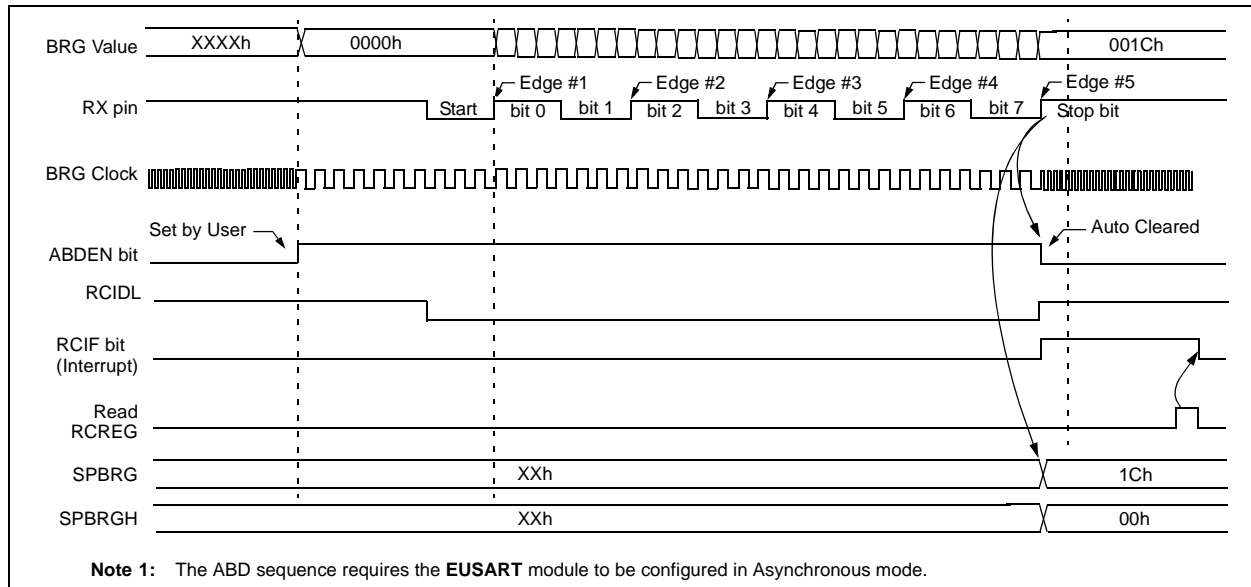 BRG Value XXXXh 0000h 001Ch
Edge #1 Edge #2 Edge #3 Edge #4 Edge #5
RX pin Start bit 0 bit 1 bit 2 bit 3 bit 4 bit 5 bit 6 bit 7 Stop bit
BRG Clock
Set by User Auto Cleared
ABDEN bit
RCIDL
RCIF bit
(Interrupt)
Read
RCREG
SPBRG XXh 1Ch
SPBRGH XXh 00h
Note 1: The ABD sequence requires the EUSART module to be configured in Asynchronous mode.